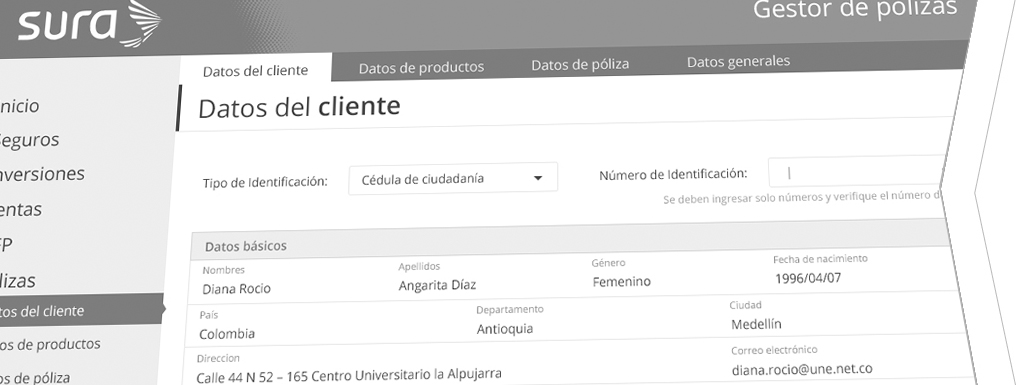 sura
Gestor de pólizas
Datos del cliente
Datos de productos
Datos de póliza
Datos generales
nicio
eguros
nversiones
entas
FP
lizas
tos del cliente
os de productos
os de póliza
Datos del cliente
Tipo de Identificación:
Cédula de ciudadanía
Número de Identificación:
Se deben ingresar solo números y verifique el número d
Datos básicos
Nombres
Apellidos
Género
Fecha de nacimiento
Diana Rocio
Angarita Díaz
Femenino
1996/04/07
País
Departamento
Ciudad
Colombia
Antioquia
Medellín
Direccion
Correo electrónico
Calle 44 N 52 – 165 Centro Universitario la Alpujarra
diana.rocio@une.net.co